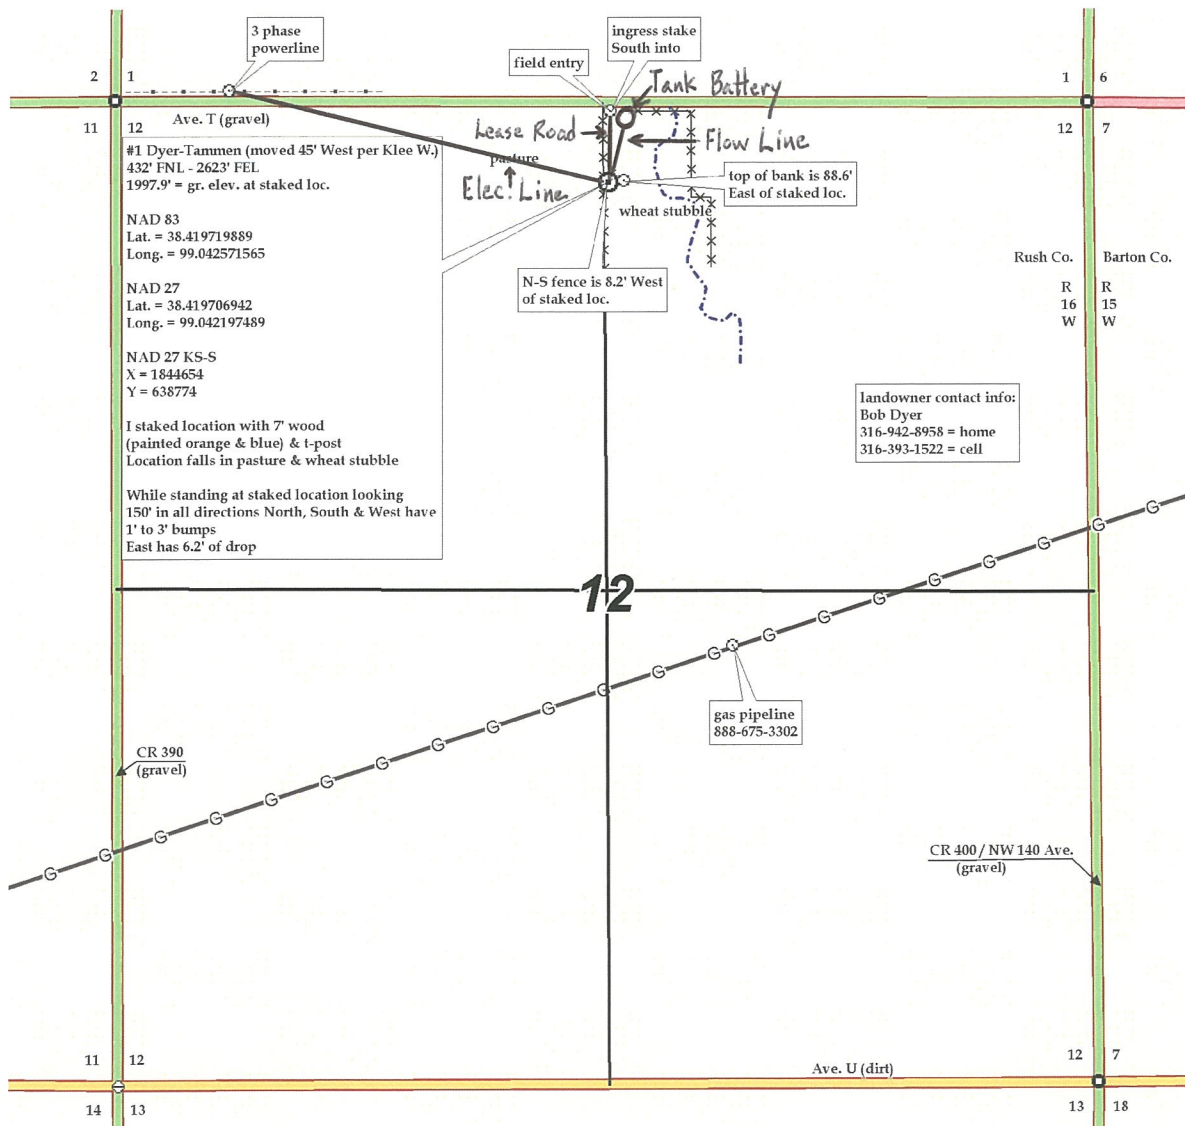 3 phase
powerline
ingress stake
South into
field entry
Tank Battery
2
1
1
6
Ave. T (gravel)
11
12
12
7
Lease Road
Flow Line
pasture
Elec. Line
#1 Dyer-Tammen (moved 45' West per Klee W.)
432' FNL - 2623' FEL
1997.9' = gr. elev. at staked loc.
NAD 83
Lat. = 38.419719889
Long. = 99.042571565
NAD 27
Lat. = 38.419706942
Long. = 99.042197489
NAD 27 KS-S
X = 1844654
Y = 638774
I staked location with 7' wood
(painted orange & blue) & t-post
Location falls in pasture & wheat stubble
While standing at staked location looking
150' in all directions North, South & West have
1' to 3' bumps
East has 6.2' of drop
top of bank is 88.6'
East of staked loc.
wheat stubble
N-S fence is 8.2' West
of staked loc.
Rush Co.
Barton Co.
R
16
W
R
15
W
landowner contact info:
Bob Dyer
316-942-8958 = home
316-393-1522 = cell
12
G G G G G G G G G G G G G G G G G G G G G
gas pipeline
888-675-3302
CR 390
(gravel)
CR 400 / NW 140 Ave.
(gravel)
Ave. U (dirt)
11
12
12
7
14
13
13
18